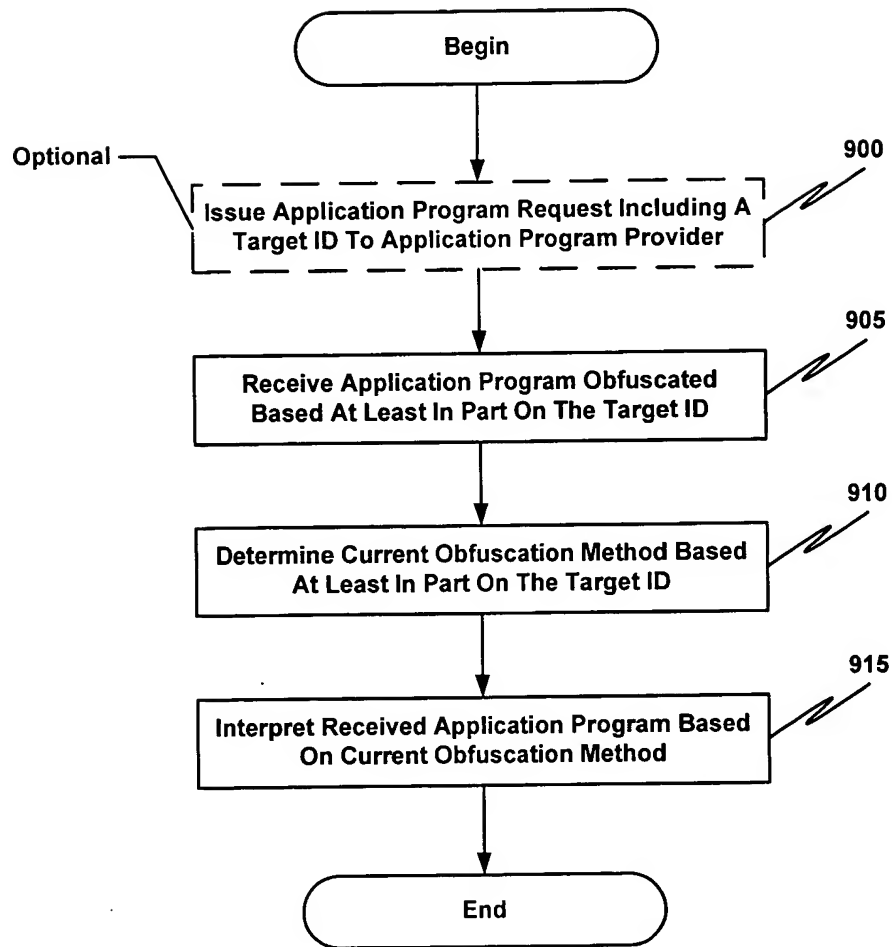 Begin
Optional
900
Issue Application Program Request Including A
Target ID To Application Program Provider
905
Receive Application Program Obfuscated
Based At Least In Part On The Target ID
910
Determine Current Obfuscation Method Based
At Least In Part On The Target ID
915
Interpret Received Application Program Based
On Current Obfuscation Method
End